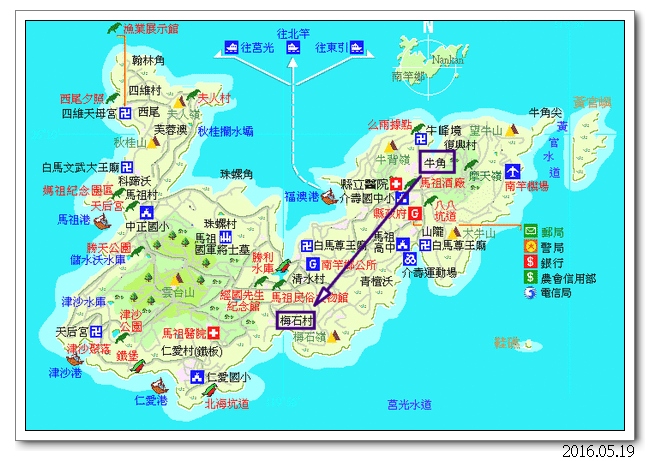 漁業展示館
往北竿
往莒光
往東引
N
Nankan
南竿鄉
翰林角
四維村
西尾夕照
西尾
夫人村
四維天母宮
夫人嶺
芙蓉澳
秋桂攔水壩
秋桂山
黃官嶼
牛角尖
黃官水道
么兩據點
牛峰境
望牛山
復興村
牛背嶺
牛角
摩天嶺
南竿機場
白馬文武大王廟
科蹄沃
珠螺角
媽祖紀念園區
馬祖村
天后宮
馬祖港
中正國小
福澳港
縣立醫院
馬祖酒廠
介壽國中小
縣政府
八八坑道
珠螺村
馬祖國軍將士墓
勝天公園
儲水沃水庫
勝利水庫
白馬尊王廟
南竿鄉公所
清水村
馬祖高中
山隴
白馬尊王廟
介壽運動場
青檀沃
郵局
警局
銀行
農會信用部
電信局
雲台山
經國先生紀念館
馬祖民俗文物館
津沙水庫
津沙公園
天后宮
津沙聚落
馬祖醫院
鐵堡
仁愛村(鐵板)
梅石村
梅石嶺
津沙港
仁愛國小
仁愛港
北海坑道
莒光水道
2016.05.19